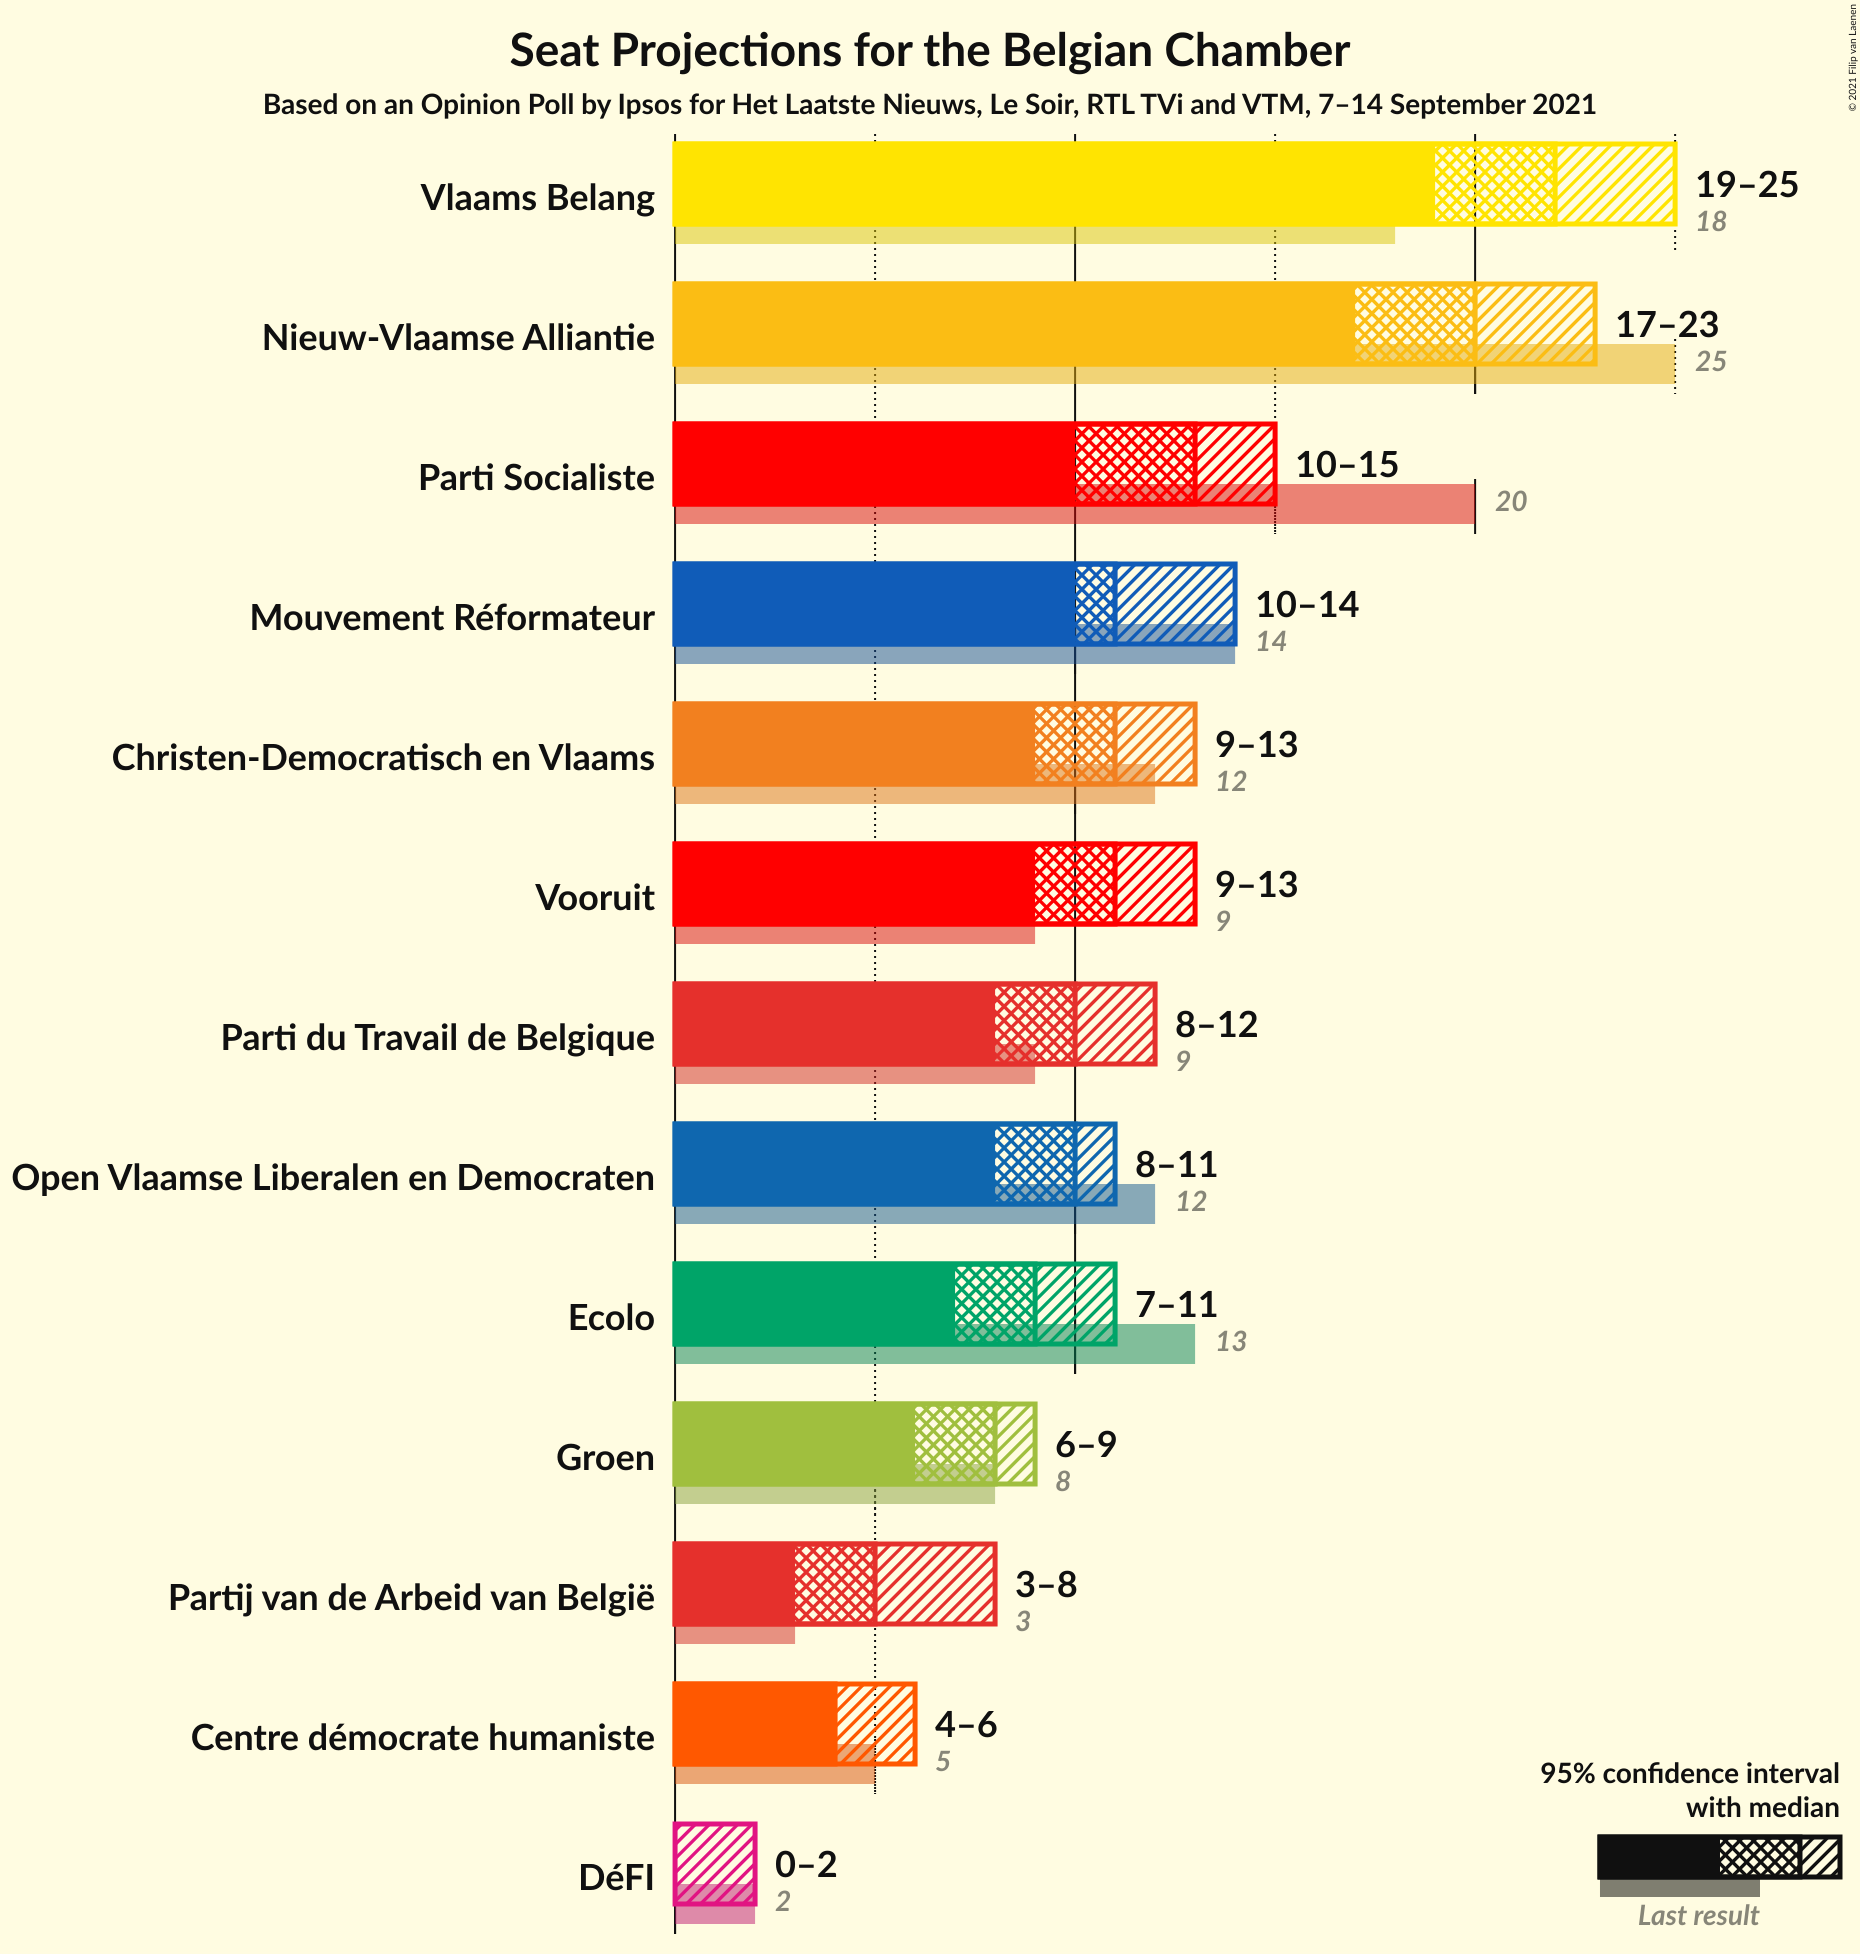 Seat Projections for the Belgian Chamber
Based on an Opinion Poll by Ipsos for Het Laatste Nieuws, Le Soir, RTL TVi and VTM, 7–14 September 2021
© 2021 Filip van Laenen
Vlaams Belang
19–25
18
Nieuw-Vlaamse Alliantie
17–23
25
Parti Socialiste
10–15
20
Mouvement Réformateur
10–14
14
Christen-Democratisch en Vlaams
9–13
12
Vooruit
9–13
9
Parti du Travail de Belgique
8–12
9
Open Vlaamse Liberalen en Democraten
8–11
12
Ecolo
7–11
13
Groen
6–9
8
Partij van de Arbeid van België
3–8
3
Centre démocrate humaniste
4–6
5
DéFI
0–2
2
95% confidence interval
with median
Last result